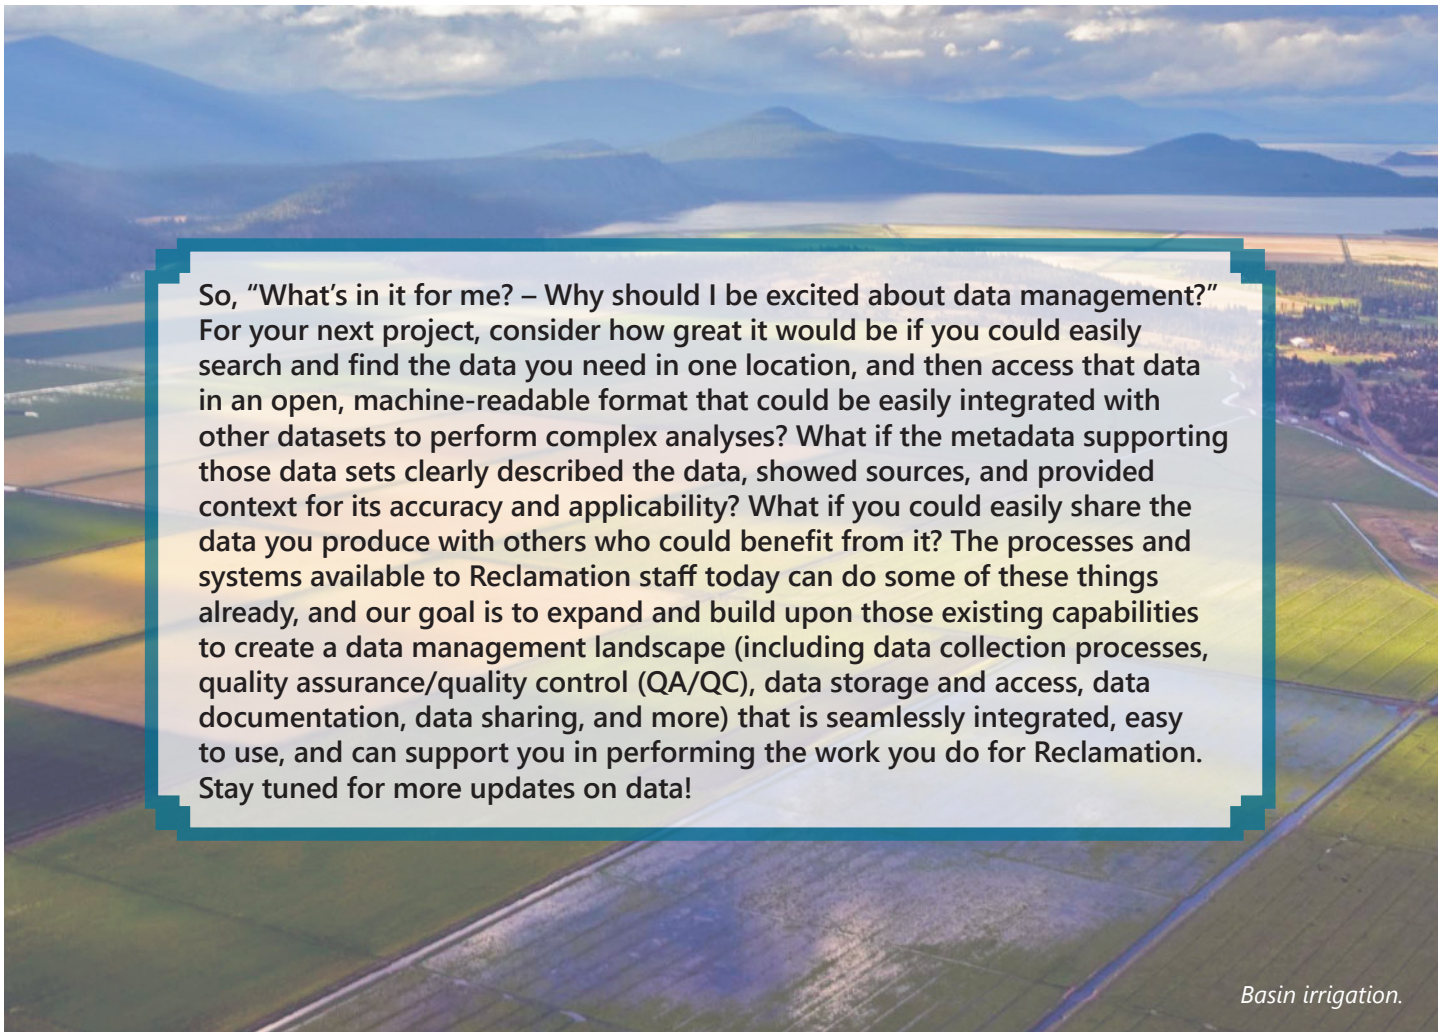 So, “What’s in it for me? – Why should I be excited about data management?”
For your next project, consider how great it would be if you could easily
search and find the data you need in one location, and then access that data
in an open, machine-readable format that could be easily integrated with
other datasets to perform complex analyses? What if the metadata supporting
those data sets clearly described the data, showed sources, and provided
context for its accuracy and applicability? What if you could easily share the
data you produce with others who could benefit from it? The processes and
systems available to Reclamation staff today can do some of these things
already, and our goal is to expand and build upon those existing capabilities
to create a data management landscape (including data collection processes,
quality assurance/quality control (QA/QC), data storage and access, data
documentation, data sharing, and more) that is seamlessly integrated, easy
to use, and can support you in performing the work you do for Reclamation.
Stay tuned for more updates on data!
Basin irrigation.